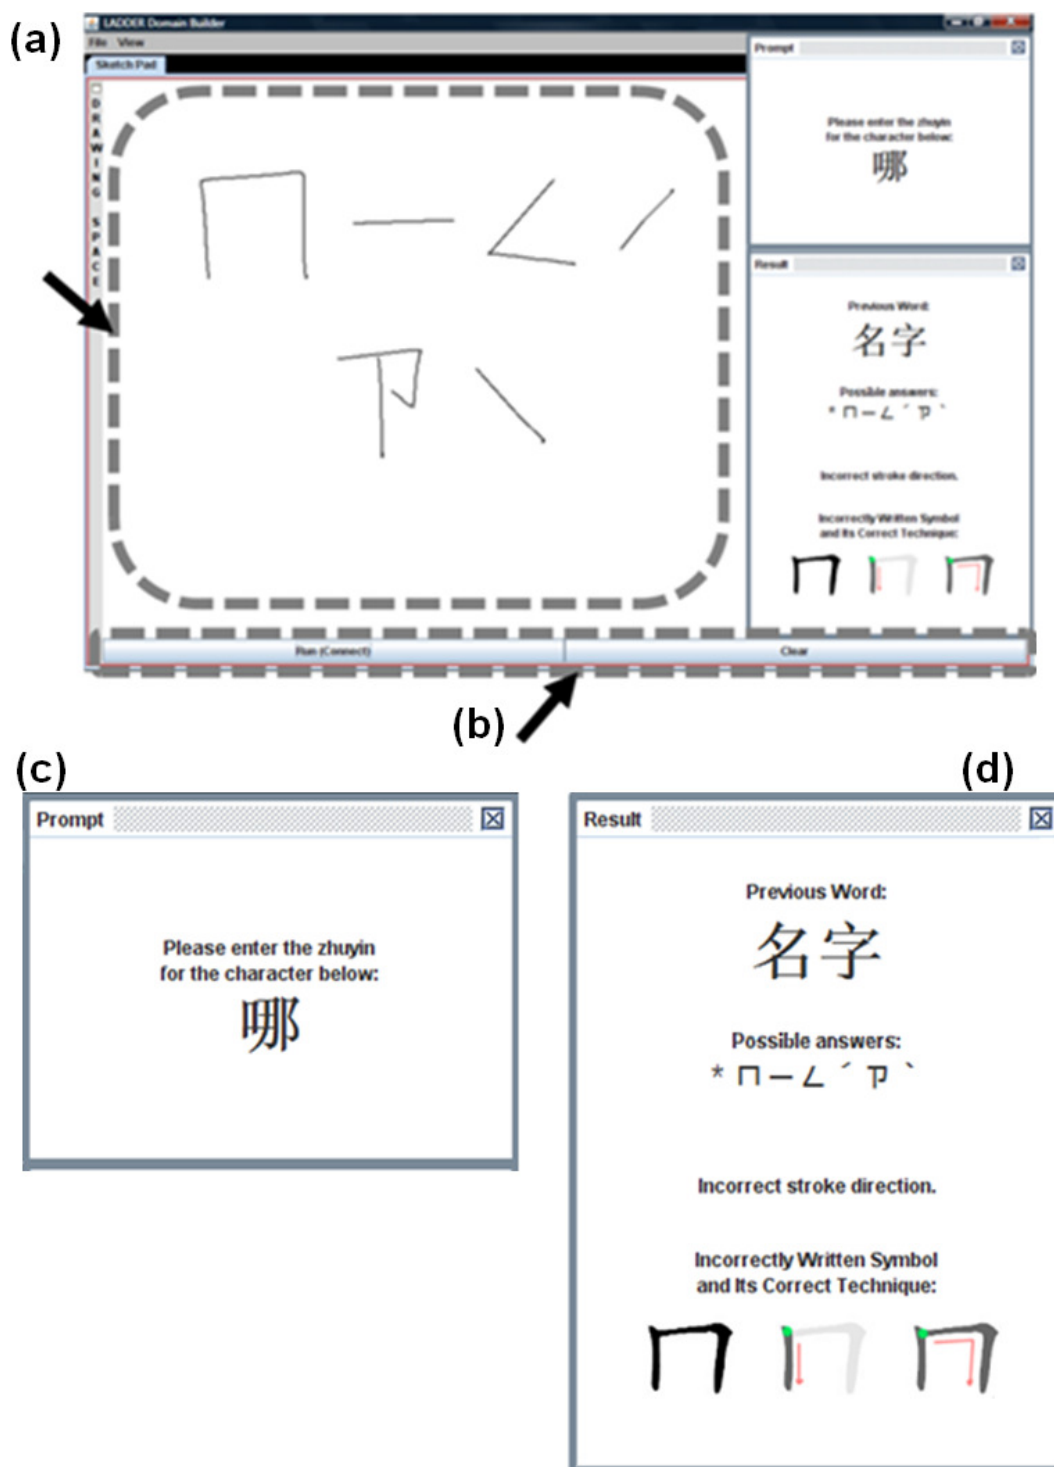 (a)
LADDER Domain Builder
File View
Sketch Pad
DRAWING SPACE
ㄇ ㄧ ㄥ ˊ
ㄗ ˋ
Prompt
Please enter the zhuyin
for the character below:
哪
Result
Previous Word:
名字
Possible answers:
* ㄇ ㄧ ㄥ ˊ ㄗ ˋ
Incorrect stroke direction.
Incorrectly Written Symbol
and Its Correct Technique:
ㄇ ㄇ ㄇ
Run (Connect) Clear
(b)
(c)
Prompt
Please enter the zhuyin
for the character below:
哪
(d)
Result
Previous Word:
名字
Possible answers:
* ㄇ ㄧ ㄥ ˊ ㄗ ˋ
Incorrect stroke direction.
Incorrectly Written Symbol
and Its Correct Technique:
ㄇ ㄇ ㄇ